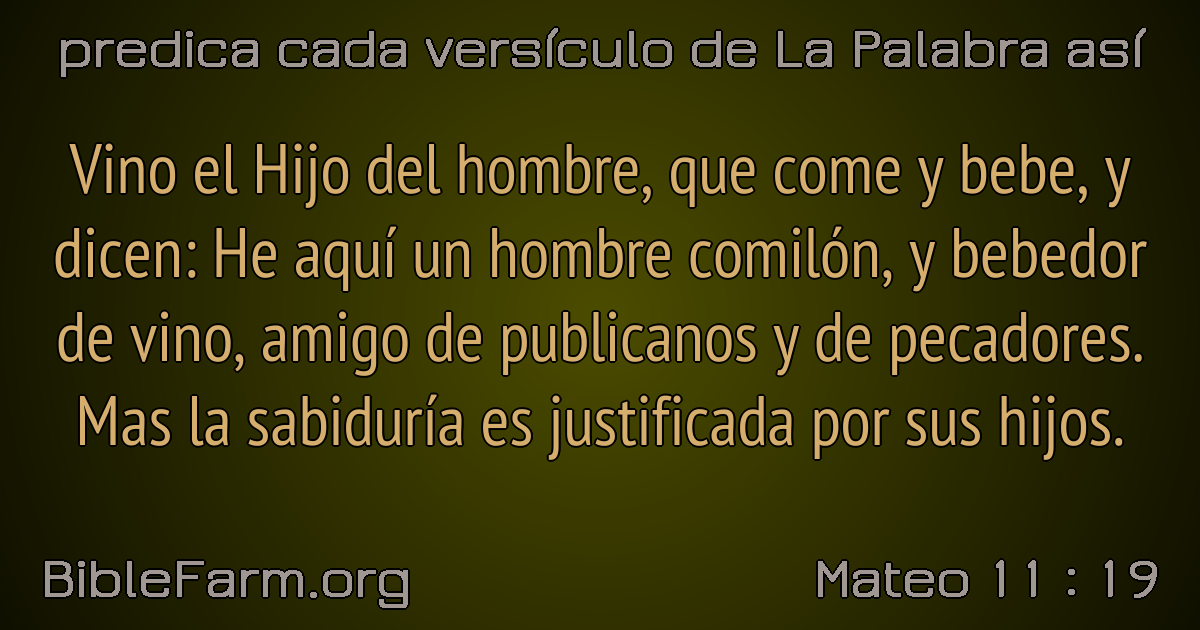 predica cada versículo de La Palabra así
Vino el Hijo del hombre, que come y bebe, y
dicen: He aquí un hombre comilón, y bebedor
de vino, amigo de publicanos y de pecadores.
Mas la sabiduría es justificada por sus hijos.
BibleFarm.org
Mateo 11 : 19